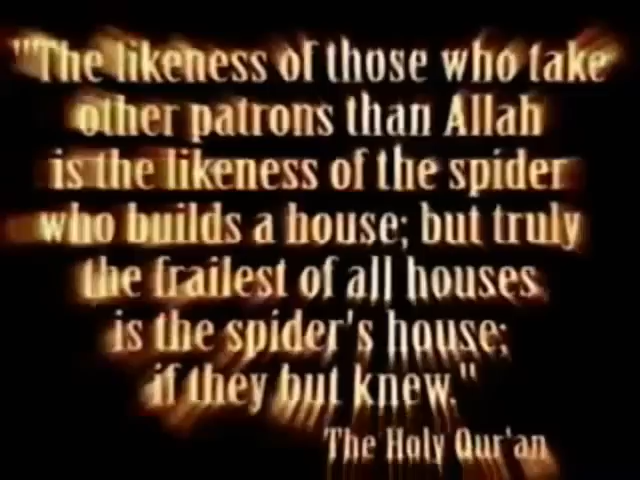 "The likeness of those who take
other patrons than Allah
is the likeness of the spider
who builds a house; but truly
the frailest of all houses
is the spider's house;
if they but knew."
The Holy Qur'an